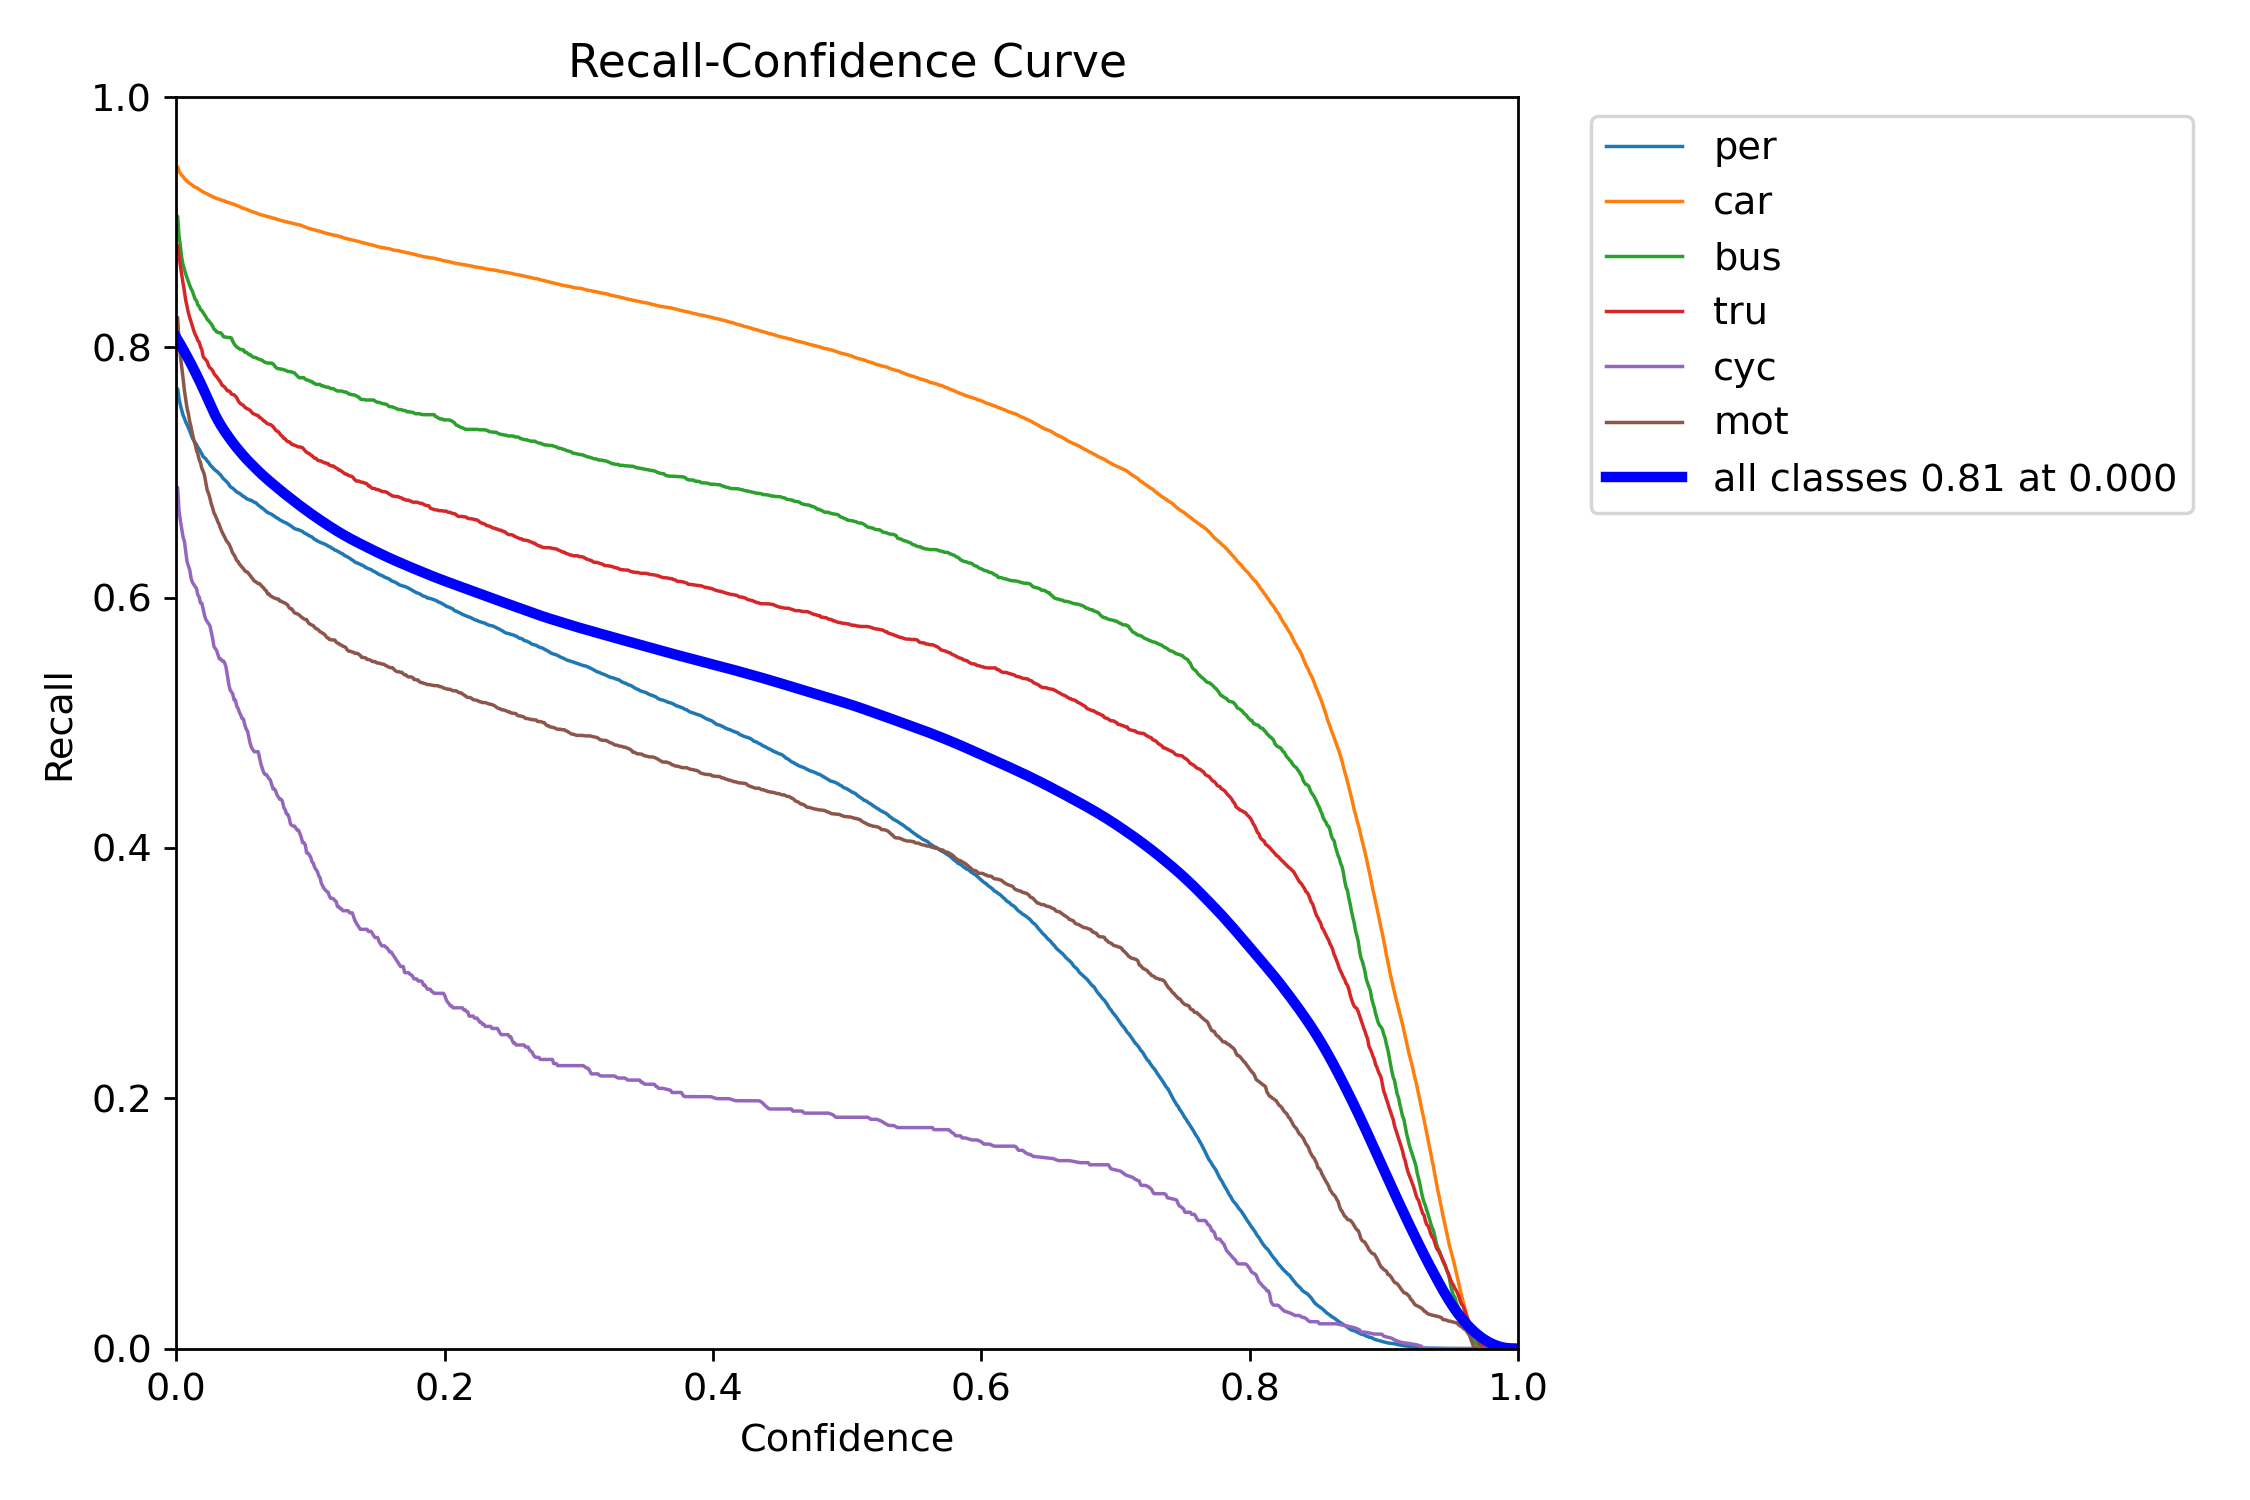 Recall-Confidence Curve
1.0
0.8
0.6
0.4
0.2
0.0
Recall
0.0 0.2 0.4 0.6 0.8 1.0
Confidence
per
car
bus
tru
cyc
mot
all classes 0.81 at 0.000